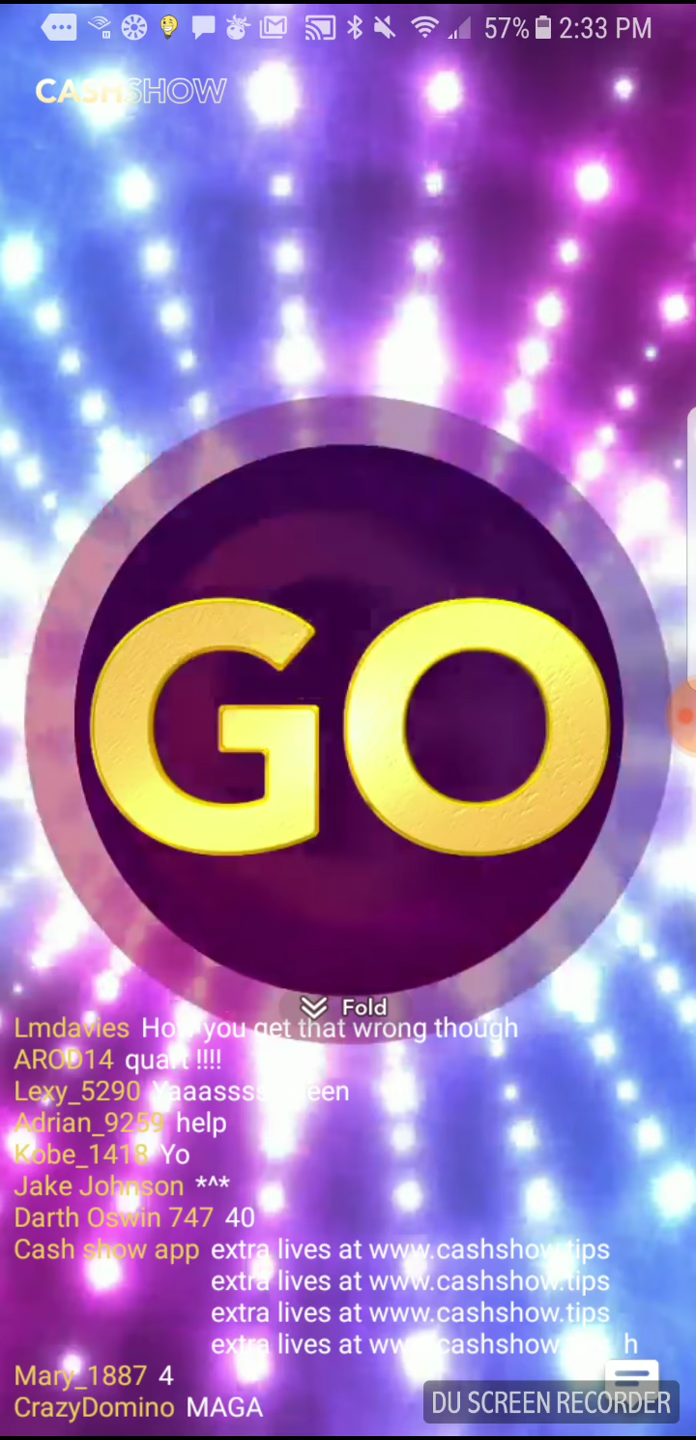 57% 2:33 PM
CASHSHOW
GO
Fold
Lmdavies How you get that wrong though
AROD14 quart !!!!
Lexy_5290
Adrian_9259 help
Kobe_1418 Yo
Jake Johnson *^*
Darth Oswin 747 40
Cash show app extra lives at www.cashshow.tips
extra lives at www.cashshow.tips
extra lives at www.cashshow.tips
extra lives at h
Mary_1887 4
CrazyDomino MAGA
DU SCREEN RECORDER